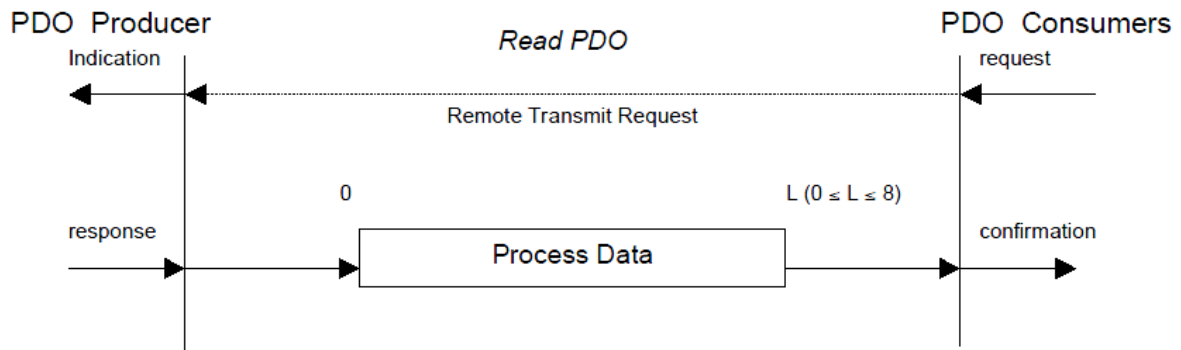 PDO Producer
Read PDO
PDO Consumers
Indication
request
Remote Transmit Request
0
L (0 ≤ L ≤ 8)
response
Process Data
confirmation